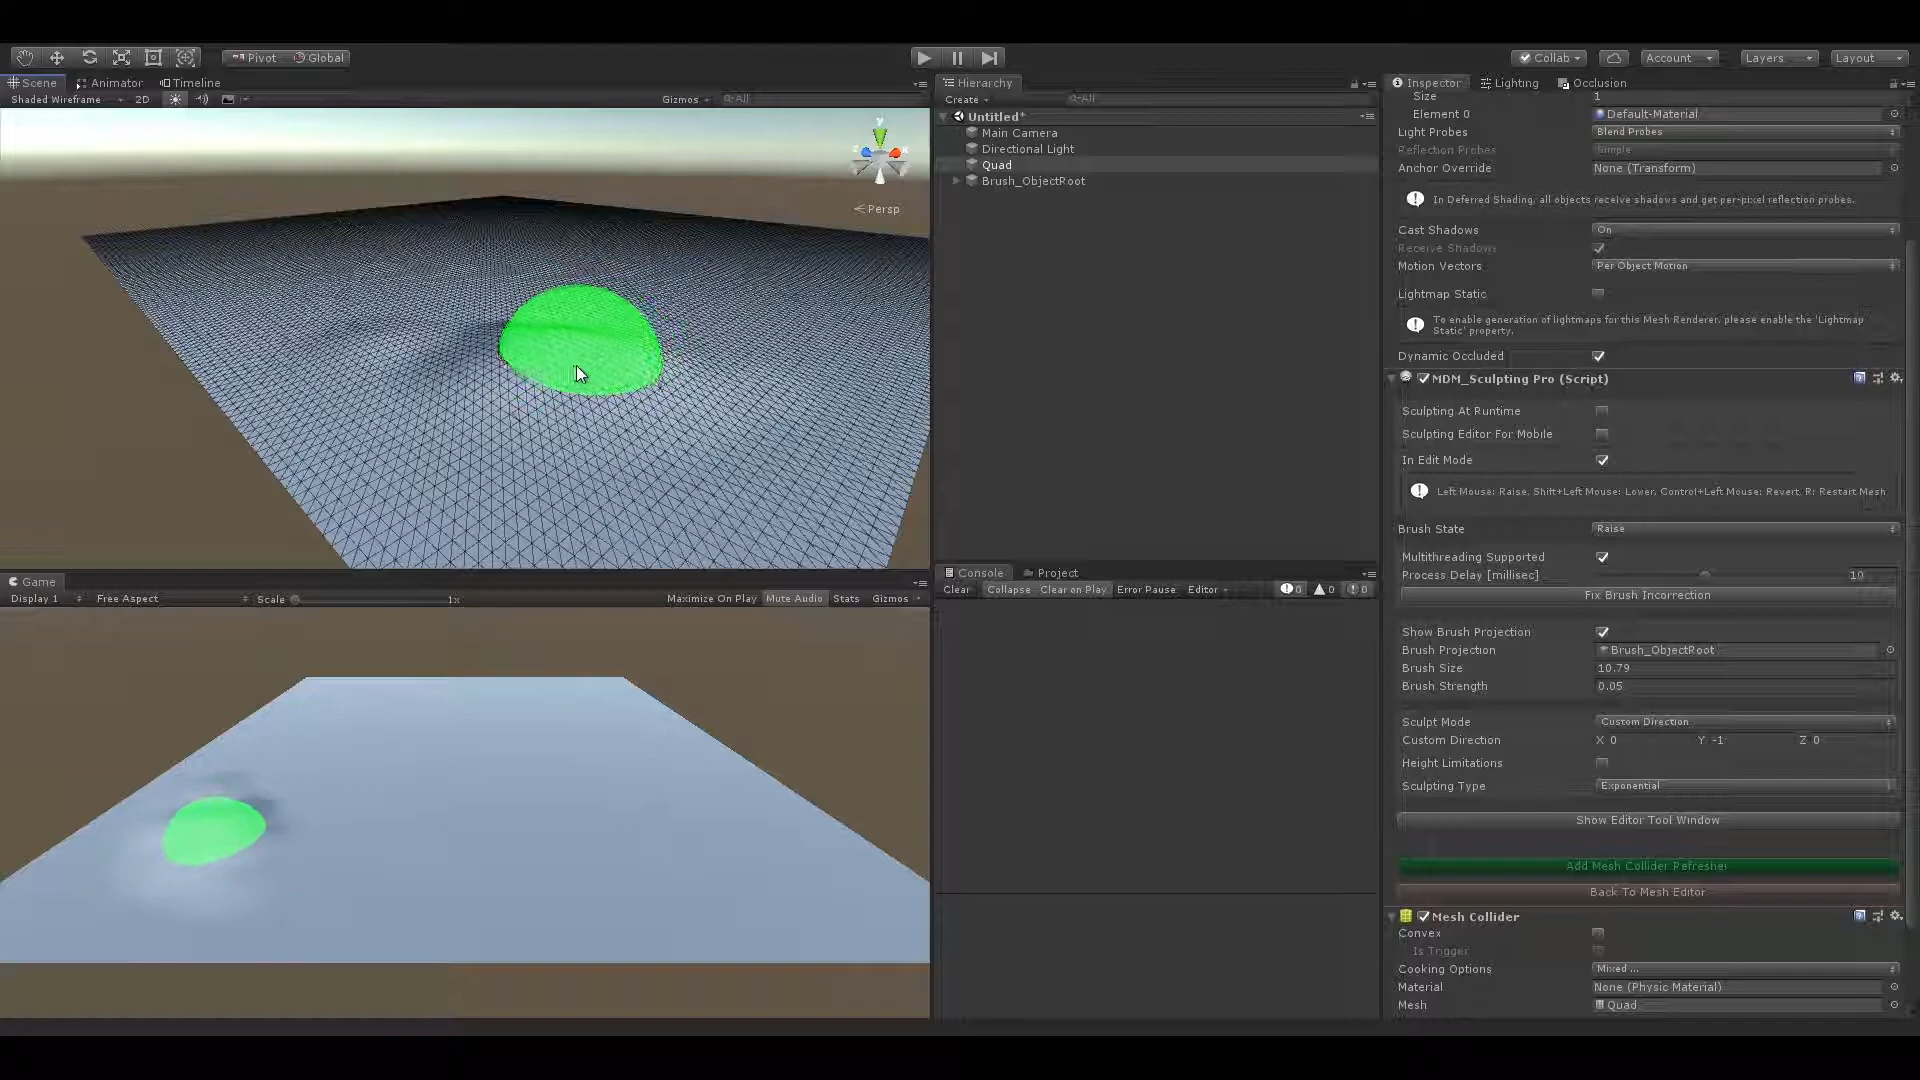 Pivot Global Collab Account Layers Layout
Scene Animator Timeline
Shaded Wireframe 2D Gizmos All
y
x
z
Persp
Game
Display 1 Free Aspect Scale 1x Maximize On Play Mute Audio Stats Gizmos
Hierarchy
Create All
Untitled*
Main Camera
Directional Light
Quad
Brush_ObjectRoot
Console Project
Clear Collapse Clear on Play Error Pause Editor 0 0 0
Inspector Lighting Occlusion
Size 1
Element 0 Default-Material
Light Probes Blend Probes
Reflection Probes Simple
Anchor Override None (Transform)
In Deferred Shading, all objects receive shadows and get per-pixel reflection probes.
Cast Shadows On
Receive Shadows
Motion Vectors Per Object Motion
Lightmap Static
To enable generation of lightmaps for this Mesh Renderer, please enable the 'Lightmap
Static' property.
Dynamic Occluded
MDM_Sculpting Pro (Script)
Sculpting At Runtime
Sculpting Editor For Mobile
In Edit Mode
Left Mouse: Raise, Shift+Left Mouse: Lower, Control+Left Mouse: Revert, R: Restart Mesh
Brush State Raise
Multithreading Supported
Process Delay [millisec] 10
Fix Brush Incorrection
Show Brush Projection
Brush Projection Brush_ObjectRoot
Brush Size 10.79
Brush Strength 0.05
Sculpt Mode Custom Direction
Custom Direction X 0 Y -1 Z 0
Height Limitations
Sculpting Type Exponential
Show Editor Tool Window
Add Mesh Collider Refresher
Back To Mesh Editor
Mesh Collider
Convex
Is Trigger
Cooking Options Mixed ...
Material None (Physic Material)
Mesh Quad